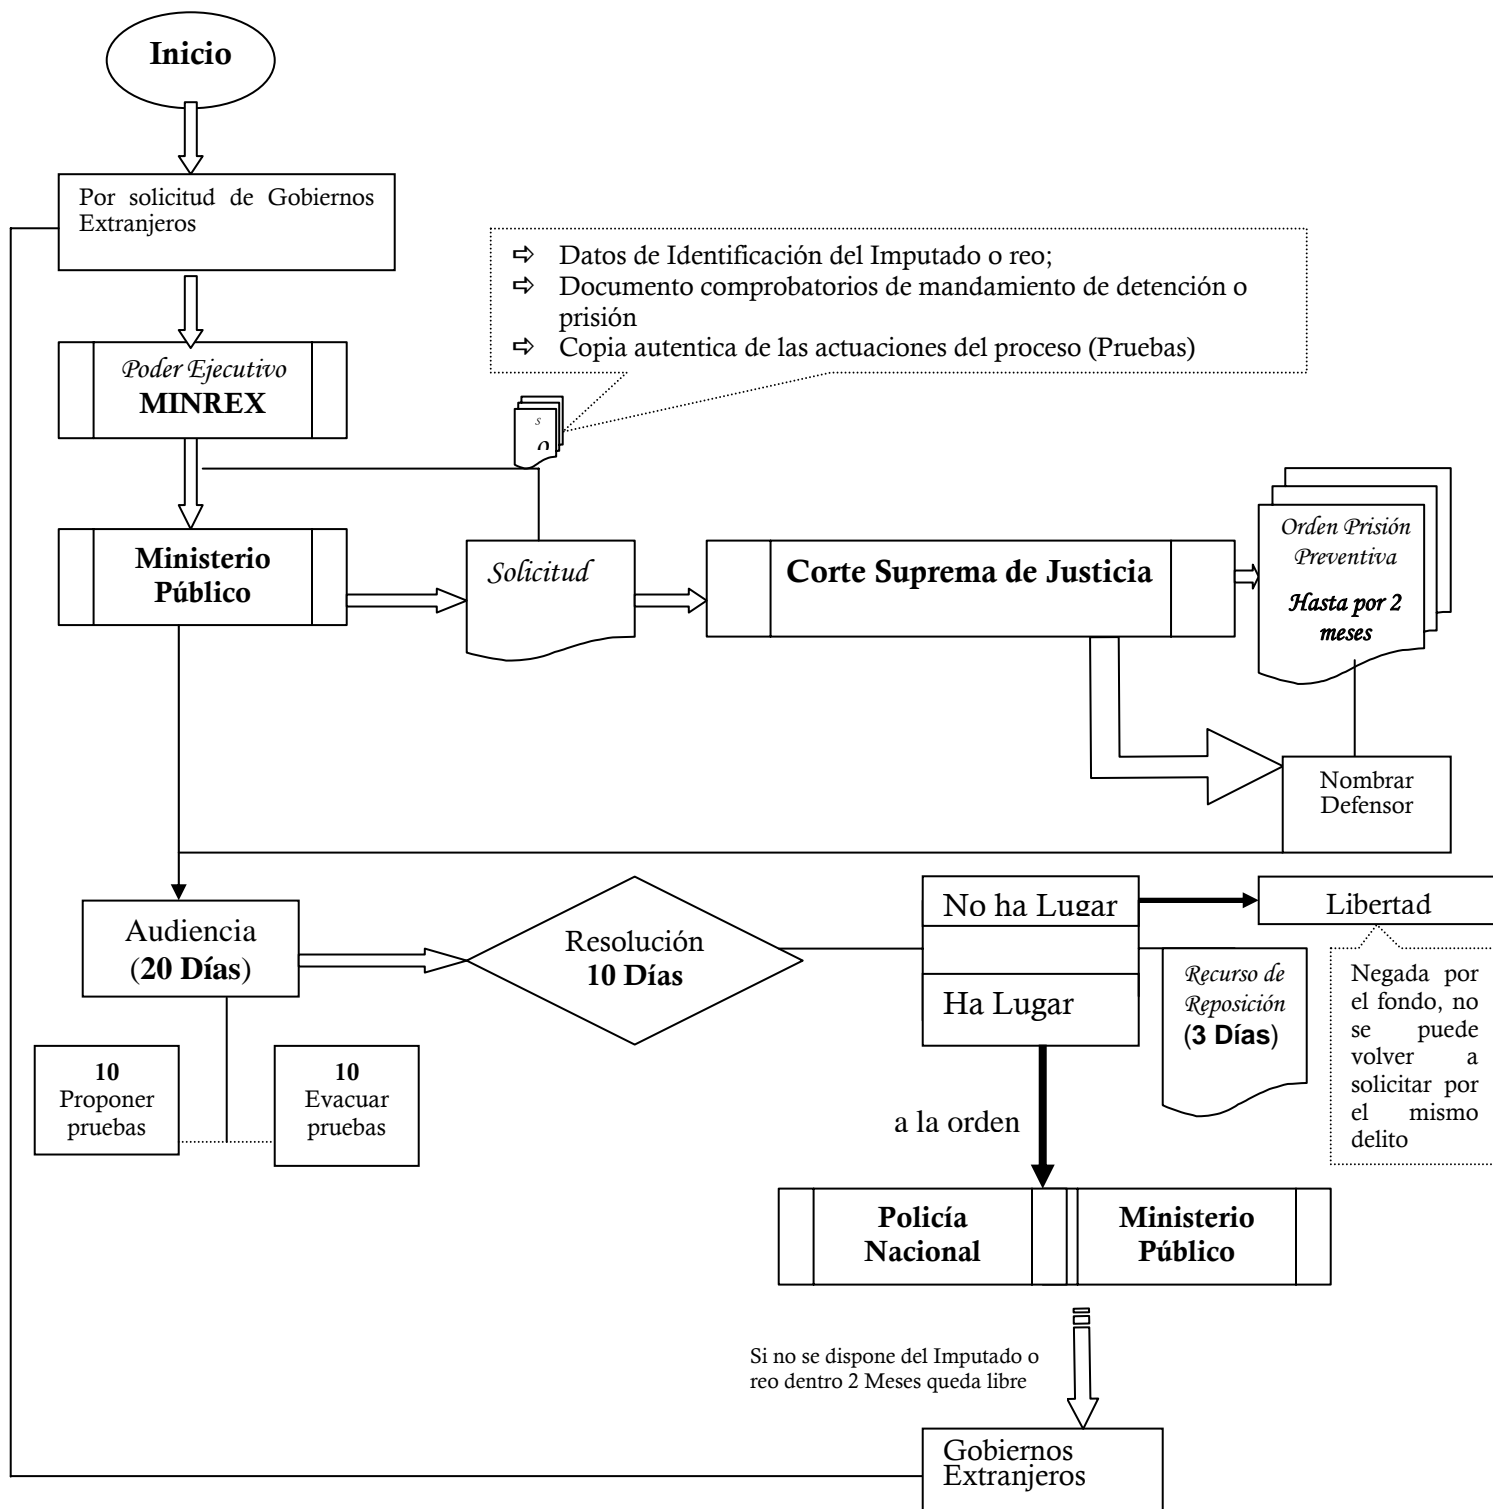 Inicio
Por solicitud de Gobiernos
Extranjeros
⇨ Datos de Identificación del Imputado o reo;
⇨ Documento comprobatorios de mandamiento de detención o
prisión
⇨ Copia autentica de las actuaciones del proceso (Pruebas)
Poder Ejecutivo
MINREX
S
Ministerio
Público
Solicitud
Corte Suprema de Justicia
Orden Prisión
Preventiva
Hasta por 2
meses
Nombrar
Defensor
Audiencia
(20 Días)
Resolución
10 Días
No ha Lugar
Ha Lugar
Libertad
Recurso de
Reposición
(3 Días)
Negada por
el fondo, no
se puede
volver a
solicitar por
el mismo
delito
10
Proponer
pruebas
10
Evacuar
pruebas
a la orden
Policía
Nacional
Ministerio
Público
Si no se dispone del Imputado o
reo dentro 2 Meses queda libre
Gobiernos
Extranjeros